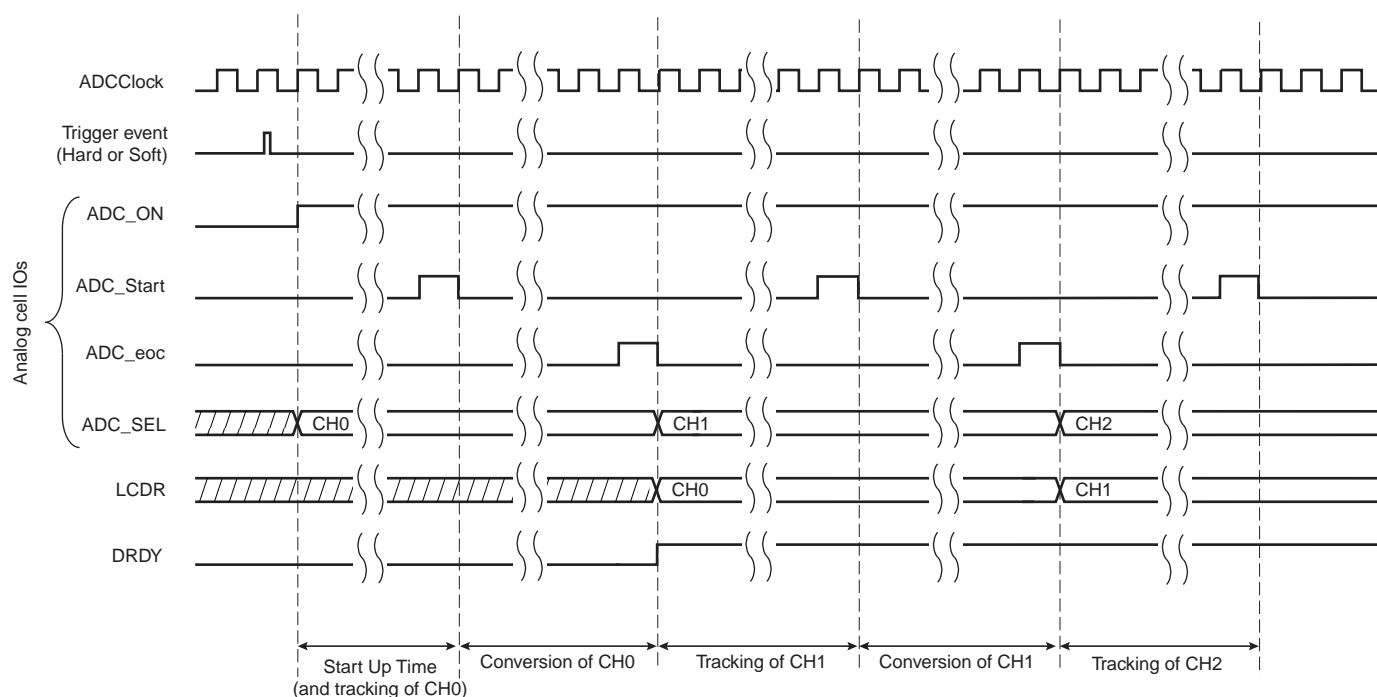 ADCClock
Trigger event
(Hard or Soft)
Analog cell IOs
ADC_ON
ADC_Start
ADC_eoc
ADC_SEL
CH0
CH1
CH2
LCDR
CH0
CH1
DRDY
Start Up Time
(and tracking of CH0)
Conversion of CH0
Tracking of CH1
Conversion of CH1
Tracking of CH2